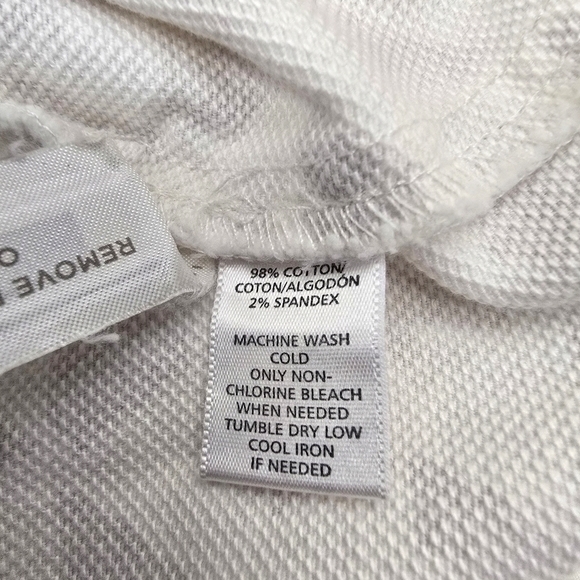 98% COTTON/
COTON/ALGODÓN
2% SPANDEX
MACHINE WASH
COLD
ONLY NON-
CHLORINE BLEACH
WHEN NEEDED
TUMBLE DRY LOW
COOL IRON
IF NEEDED
REMOVE